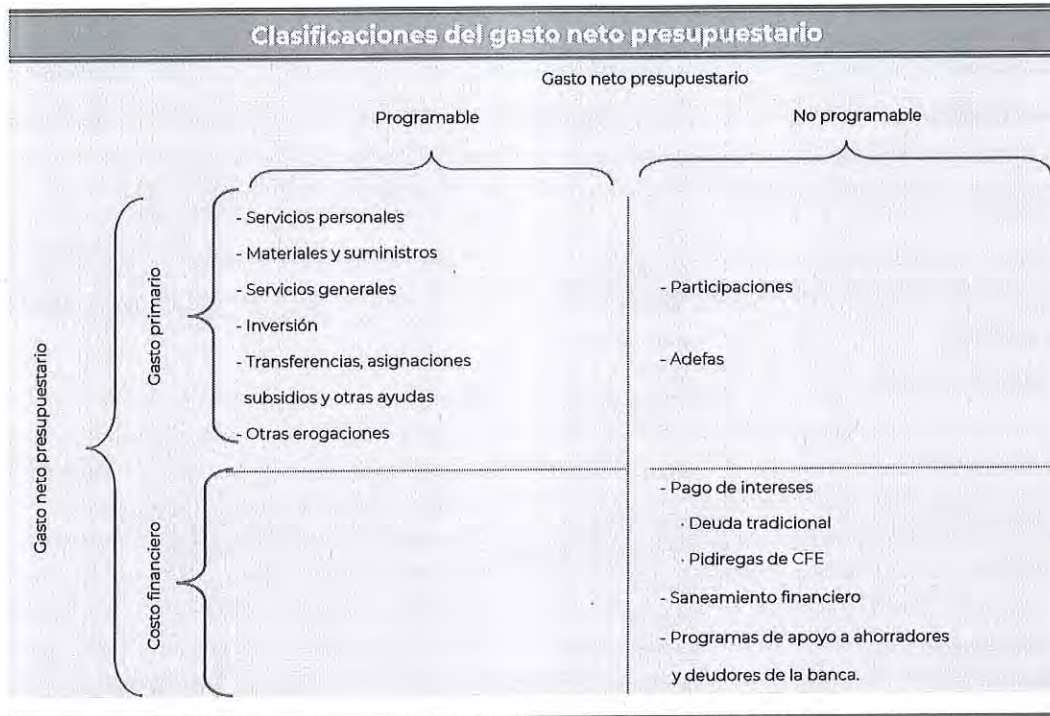 Clasificaciones del gasto neto presupuestario
Gasto neto presupuestario
Programable
No programable
Gasto neto presupuestario
Gasto primario
- Servicios personales
- Materiales y suministros
- Servicios generales
- Inversión
- Transferencias, asignaciones
subsidios y otras ayudas
- Otras erogaciones
- Participaciones
- Adefas
Costo financiero
- Pago de intereses
· Deuda tradicional
· Pidiregas de CFE
- Saneamiento financiero
- Programas de apoyo a ahorradores
y deudores de la banca.